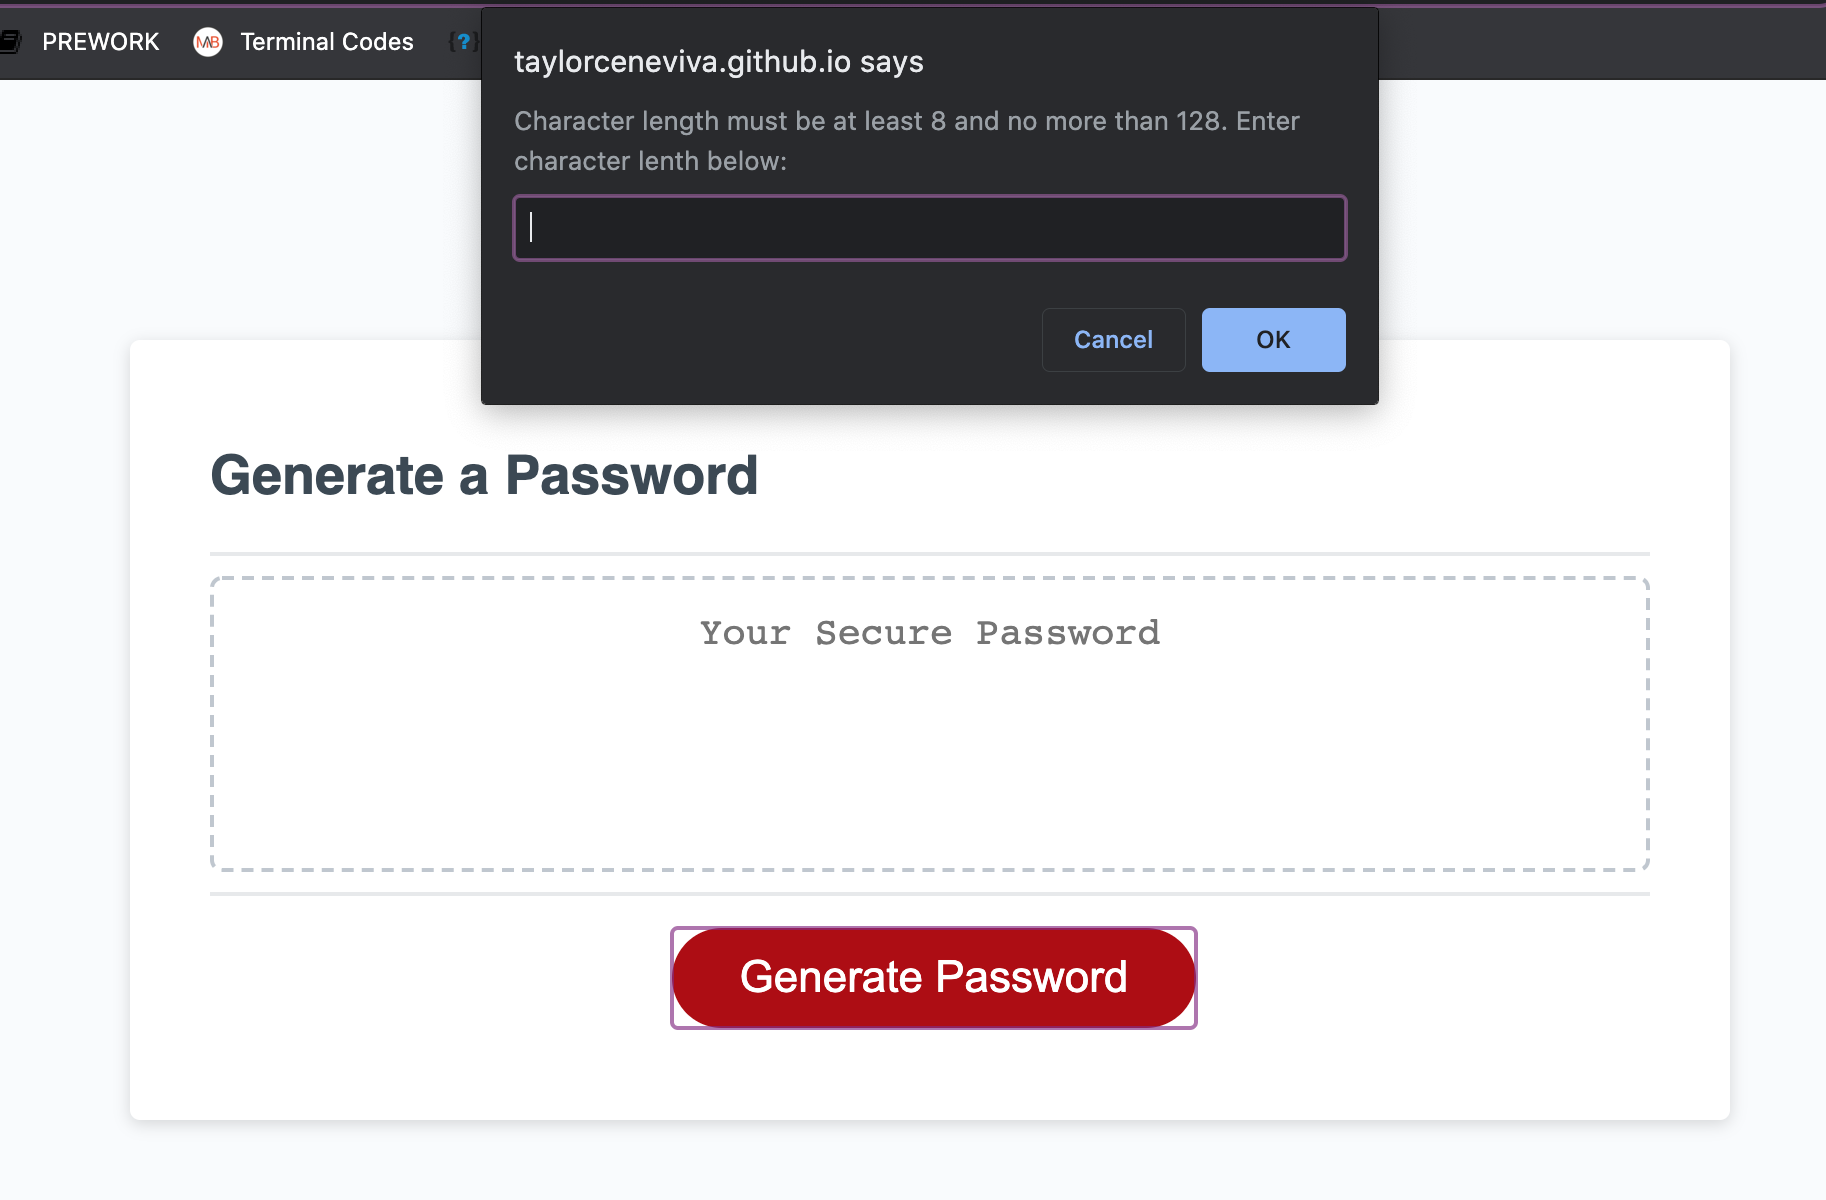 PREWORK
MB
Terminal Codes
{?}
taylorceneviva.github.io says
Character length must be at least 8 and no more than 128. Enter
character lenth below:
Cancel
OK
Generate a Password
Your Secure Password
Generate Password